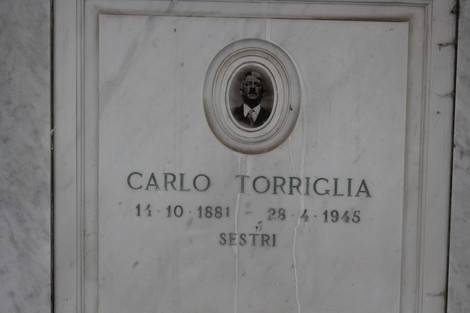 CARLO TORRIGLIA
14·10·1881 - 28·4·1945
SESTRI